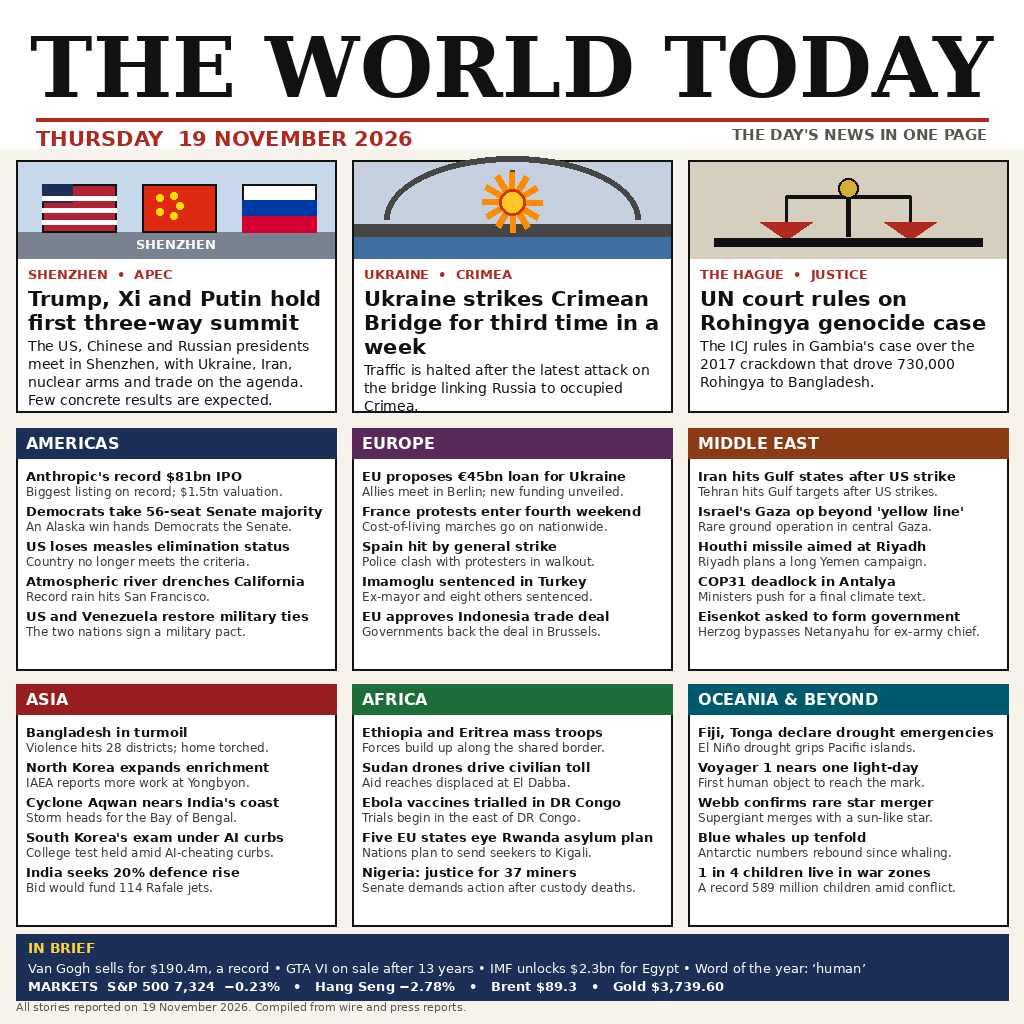 THE WORLD TODAY
THURSDAY  19 NOVEMBER 2026
THE DAY'S NEWS IN ONE PAGE
SHENZHEN
SHENZHEN • APEC
Trump, Xi and Putin hold
first three-way summit
The US, Chinese and Russian presidents
meet in Shenzhen, with Ukraine, Iran,
nuclear arms and trade on the agenda.
Few concrete results are expected.
UKRAINE • CRIMEA
Ukraine strikes Crimean
Bridge for third time in a
week
Traffic is halted after the latest attack on
the bridge linking Russia to occupied
Crimea.
THE HAGUE • JUSTICE
UN court rules on
Rohingya genocide case
The ICJ rules in Gambia's case over the
2017 crackdown that drove 730,000
Rohingya to Bangladesh.
AMERICAS
Anthropic's record $81bn IPO
Biggest listing on record; $1.5tn valuation.
Democrats take 56-seat Senate majority
An Alaska win hands Democrats the Senate.
US loses measles elimination status
Country no longer meets the criteria.
Atmospheric river drenches California
Record rain hits San Francisco.
US and Venezuela restore military ties
The two nations sign a military pact.
EUROPE
EU proposes €45bn loan for Ukraine
Allies meet in Berlin; new funding unveiled.
France protests enter fourth weekend
Cost-of-living marches go on nationwide.
Spain hit by general strike
Police clash with protesters in walkout.
Imamoglu sentenced in Turkey
Ex-mayor and eight others sentenced.
EU approves Indonesia trade deal
Governments back the deal in Brussels.
MIDDLE EAST
Iran hits Gulf states after US strike
Tehran hits Gulf targets after US strikes.
Israel's Gaza op beyond 'yellow line'
Rare ground operation in central Gaza.
Houthi missile aimed at Riyadh
Riyadh plans a long Yemen campaign.
COP31 deadlock in Antalya
Ministers push for a final climate text.
Eisenkot asked to form government
Herzog bypasses Netanyahu for ex-army chief.
ASIA
Bangladesh in turmoil
Violence hits 28 districts; home torched.
North Korea expands enrichment
IAEA reports more work at Yongbyon.
Cyclone Aqwan nears India's coast
Storm heads for the Bay of Bengal.
South Korea's exam under AI curbs
College test held amid AI-cheating curbs.
India seeks 20% defence rise
Bid would fund 114 Rafale jets.
AFRICA
Ethiopia and Eritrea mass troops
Forces build up along the shared border.
Sudan drones drive civilian toll
Aid reaches displaced at El Dabba.
Ebola vaccines trialled in DR Congo
Trials begin in the east of DR Congo.
Five EU states eye Rwanda asylum plan
Nations plan to send seekers to Kigali.
Nigeria: justice for 37 miners
Senate demands action after custody deaths.
OCEANIA & BEYOND
Fiji, Tonga declare drought emergencies
El Niño drought grips Pacific islands.
Voyager 1 nears one light-day
First human object to reach the mark.
Webb confirms rare star merger
Supergiant merges with a sun-like star.
Blue whales up tenfold
Antarctic numbers rebound since whaling.
1 in 4 children live in war zones
A record 589 million children amid conflict.
IN BRIEF
Van Gogh sells for $190.4m, a record • GTA VI on sale after 13 years • IMF unlocks $2.3bn for Egypt • Word of the year: ‘human’
MARKETS  S&P 500 7,324  −0.23%  •  Hang Seng −2.78%  •  Brent $89.3  •  Gold $3,739.60
All stories reported on 19 November 2026. Compiled from wire and press reports.